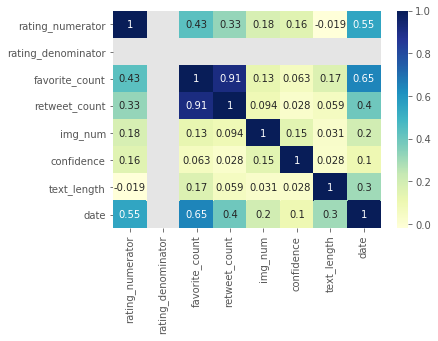 rating_numerator 1 0.43 0.33 0.18 0.16 -0.019 0.55
rating_denominator
favorite_count 0.43 1 0.91 0.13 0.063 0.17 0.65
retweet_count 0.33 0.91 1 0.094 0.028 0.059 0.4
img_num 0.18 0.13 0.094 1 0.15 0.031 0.2
confidence 0.16 0.063 0.028 0.15 1 0.028 0.1
text_length -0.019 0.17 0.059 0.031 0.028 1 0.3
date 0.55 0.65 0.4 0.2 0.1 0.3 1
rating_numerator
rating_denominator
favorite_count
retweet_count
img_num
confidence
text_length
date
1.0
0.8
0.6
0.4
0.2
0.0